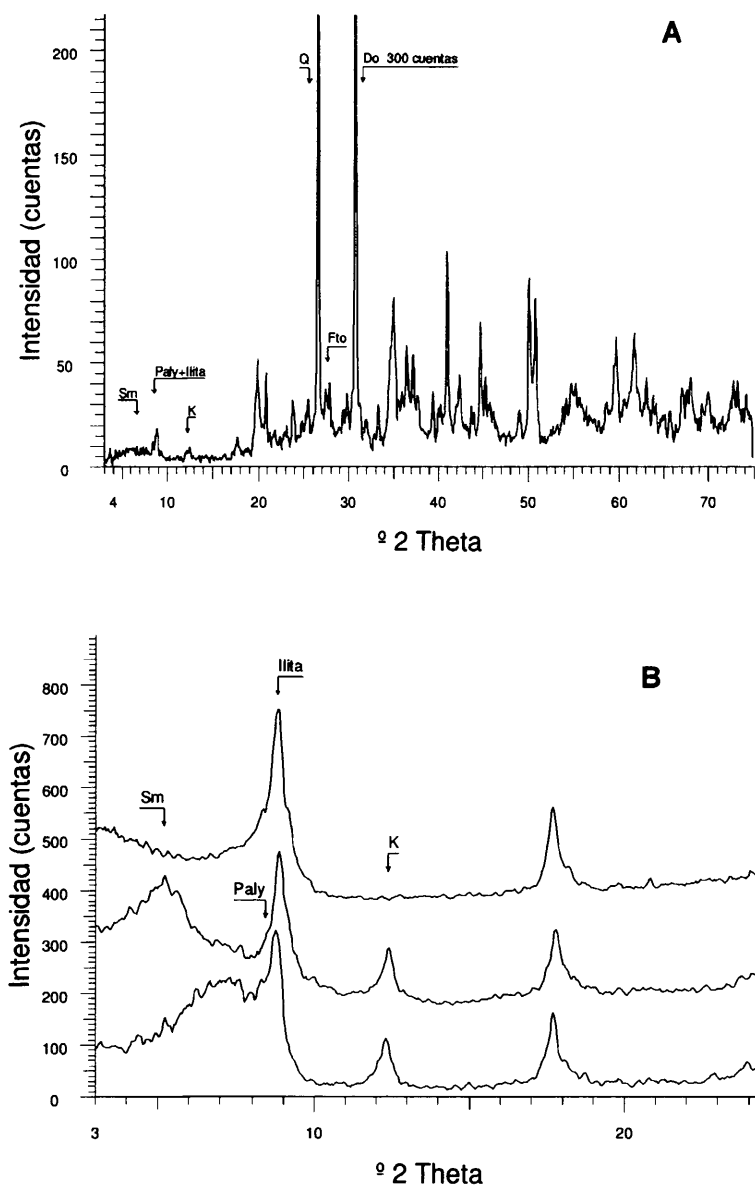 A
200
150
100
50
0
Intensidad (cuentas)
Q
Do 300 cuentas
Fto
Paly+Ilita
Sm
K
4 10 20 30 40 50 60 70
º 2 Theta
B
800
700
600
500
400
300
200
100
0
Intensidad (cuentas)
Ilita
Sm
K
Paly
3 10 20
º 2 Theta